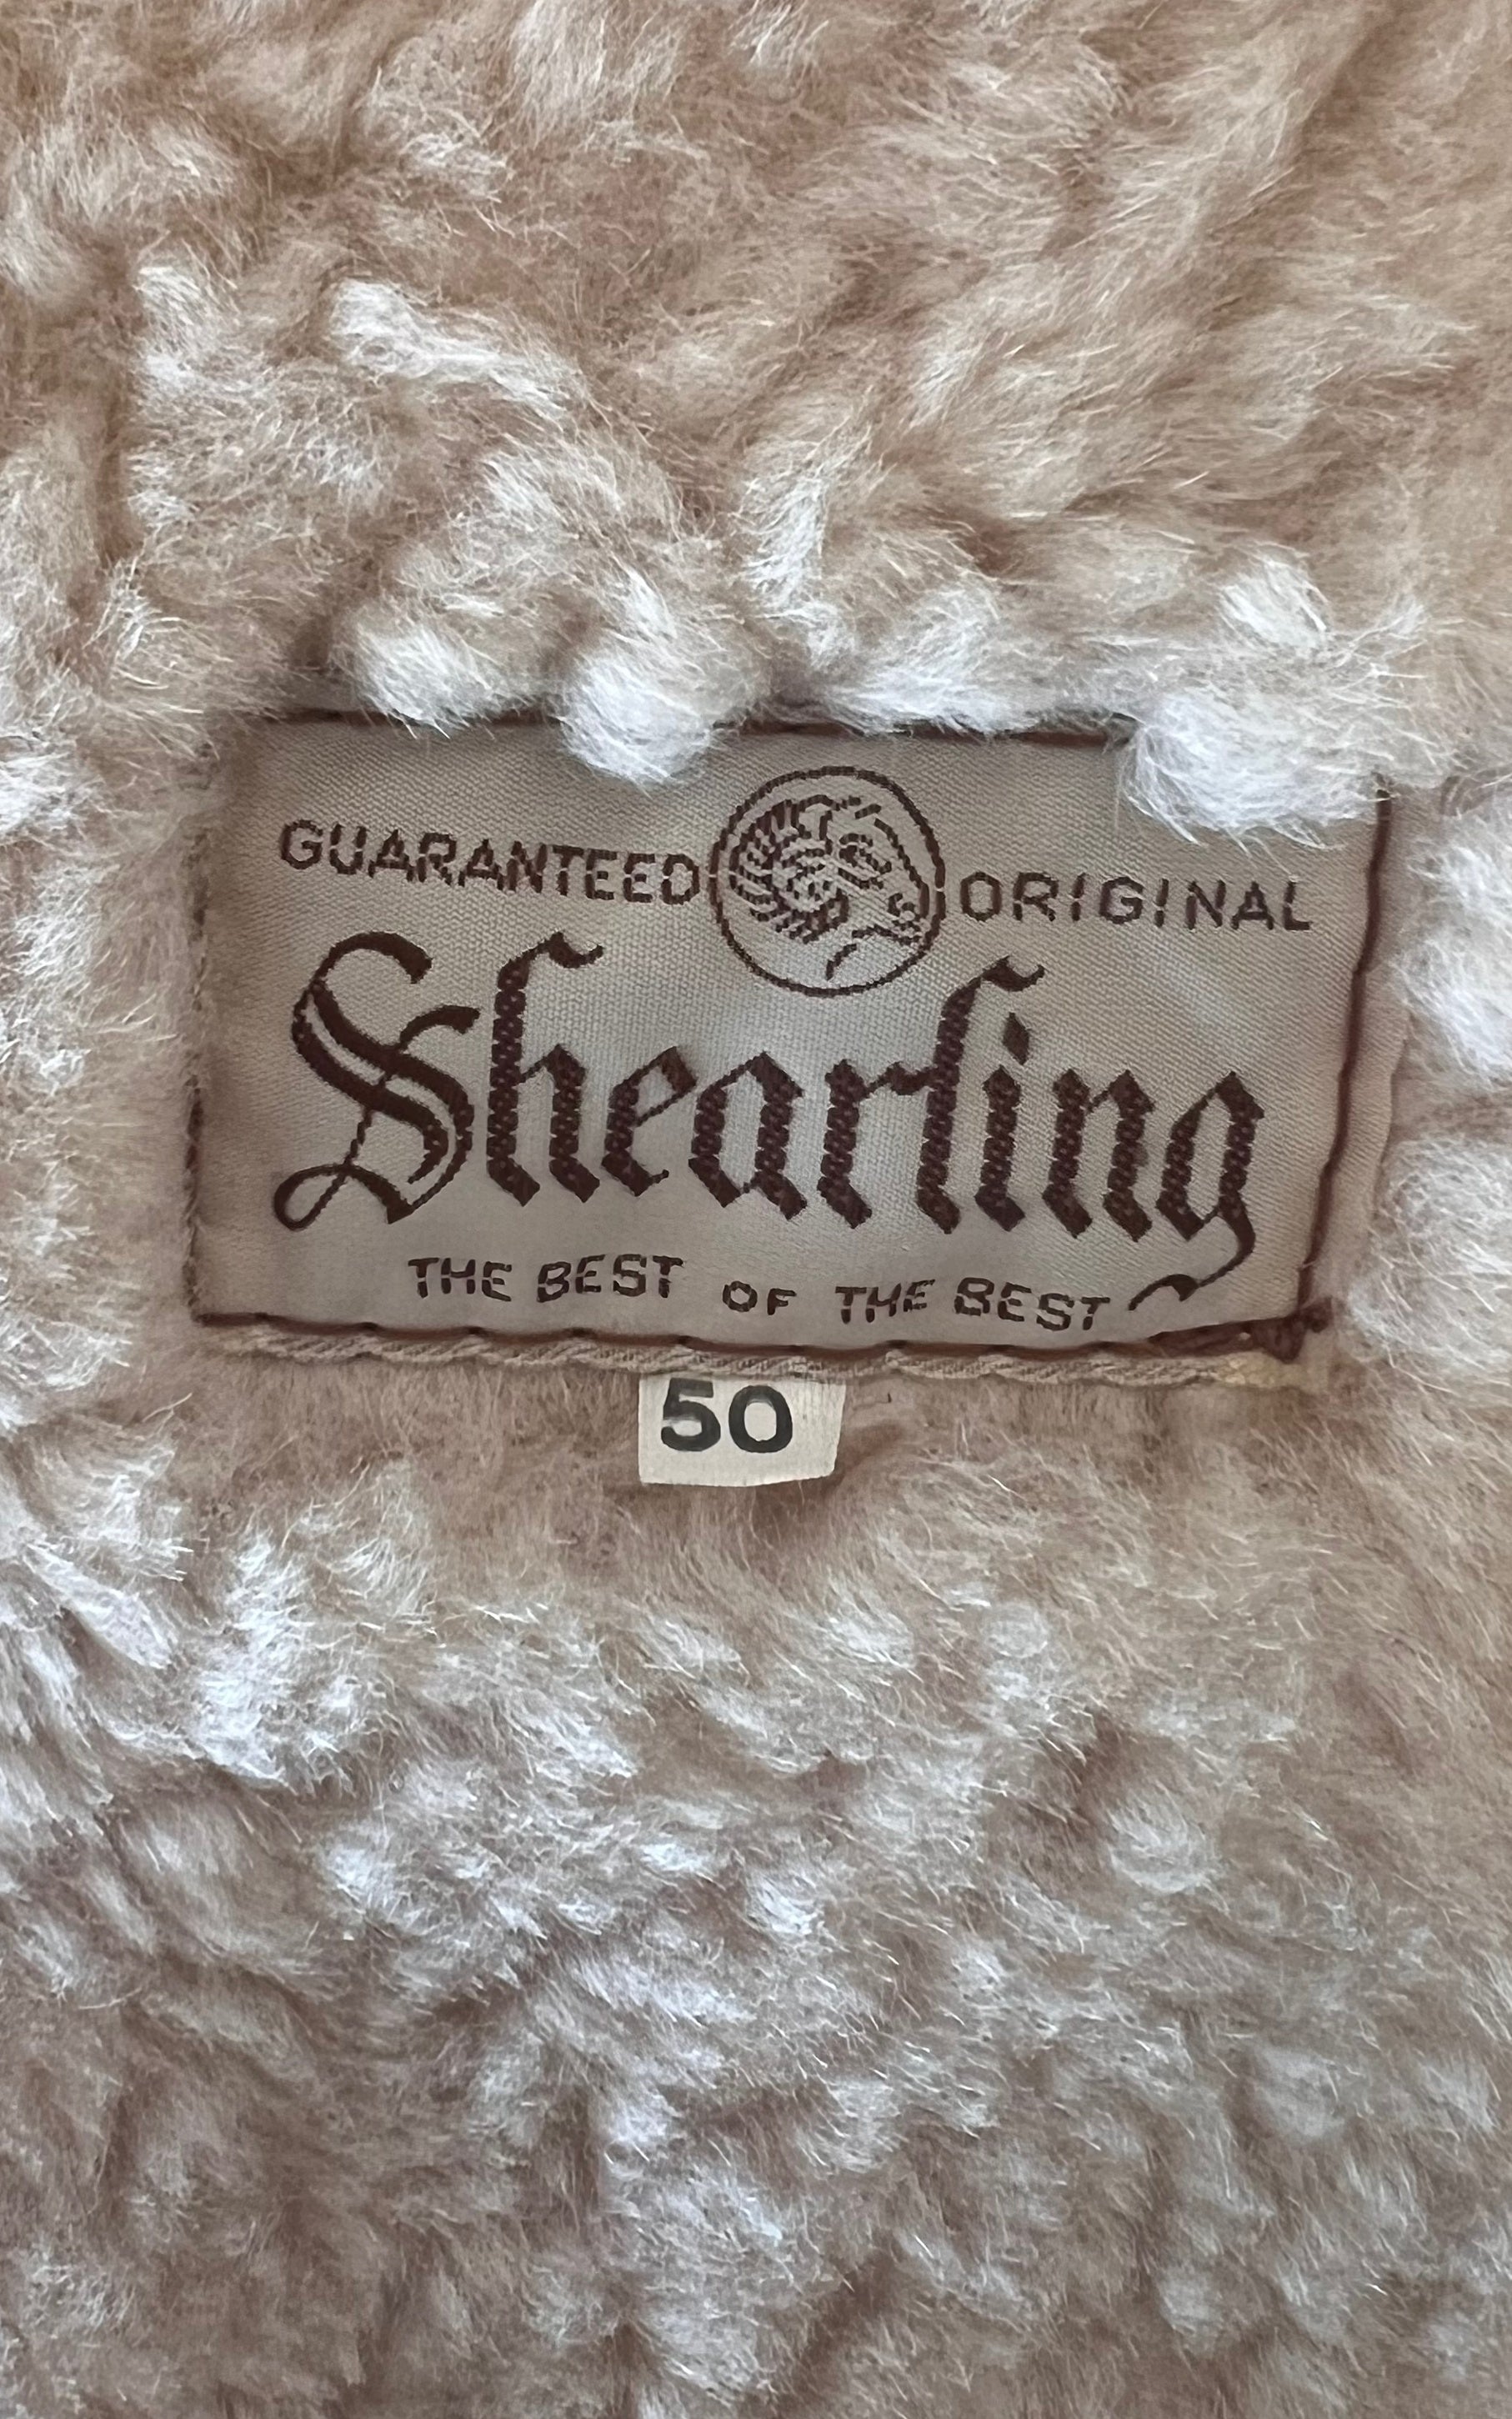 GUARANTEED ORIGINAL
Shearling
THE BEST OF THE BEST
50